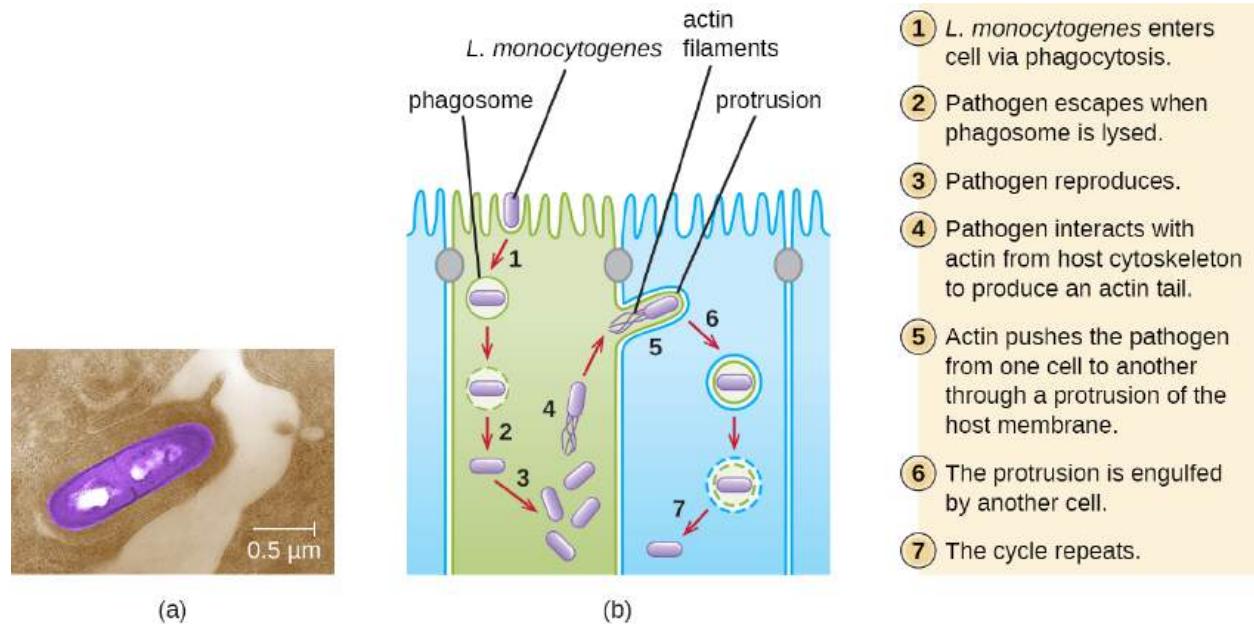 actin
filaments
L. monocytogenes
phagosome
protrusion
1
2
3
4
5
6
7
0.5 µm
(a)
(b)
1 L. monocytogenes enters
cell via phagocytosis.
2 Pathogen escapes when
phagosome is lysed.
3 Pathogen reproduces.
4 Pathogen interacts with
actin from host cytoskeleton
to produce an actin tail.
5 Actin pushes the pathogen
from one cell to another
through a protrusion of the
host membrane.
6 The protrusion is engulfed
by another cell.
7 The cycle repeats.